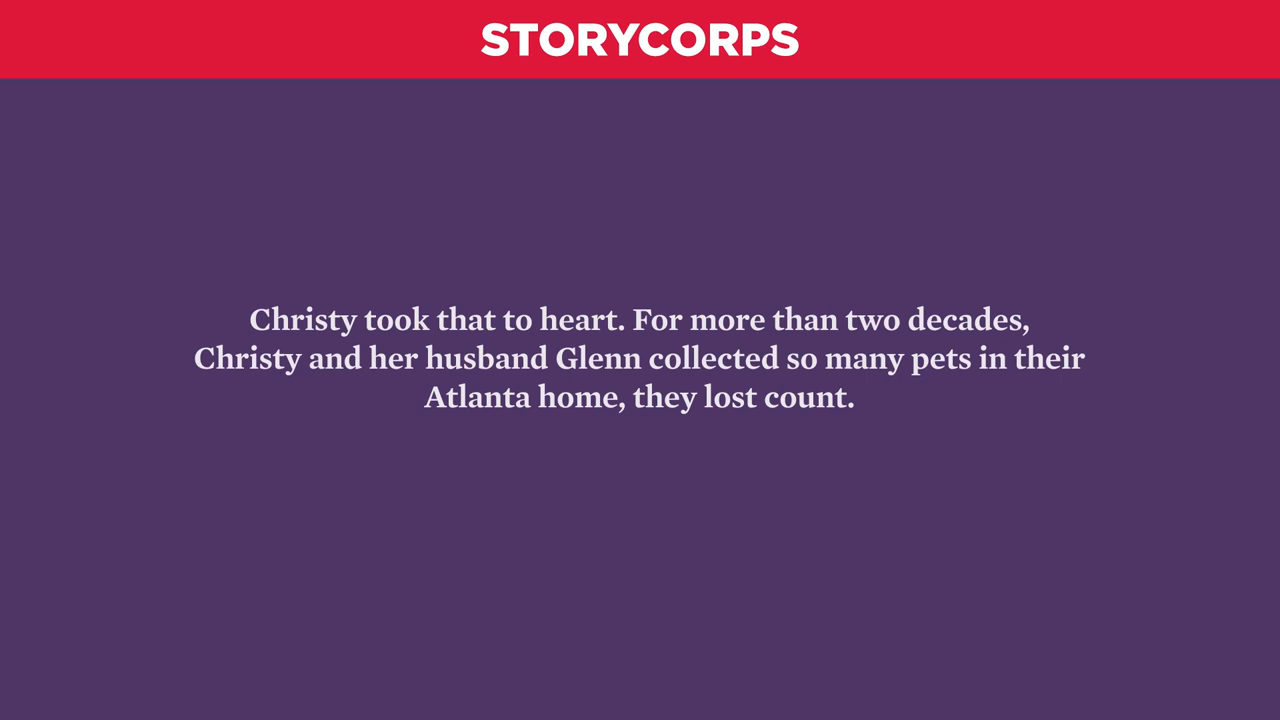 STORYCORPS
Christy took that to heart. For more than two decades,
Christy and her husband Glenn collected so many pets in their
Atlanta home, they lost count.